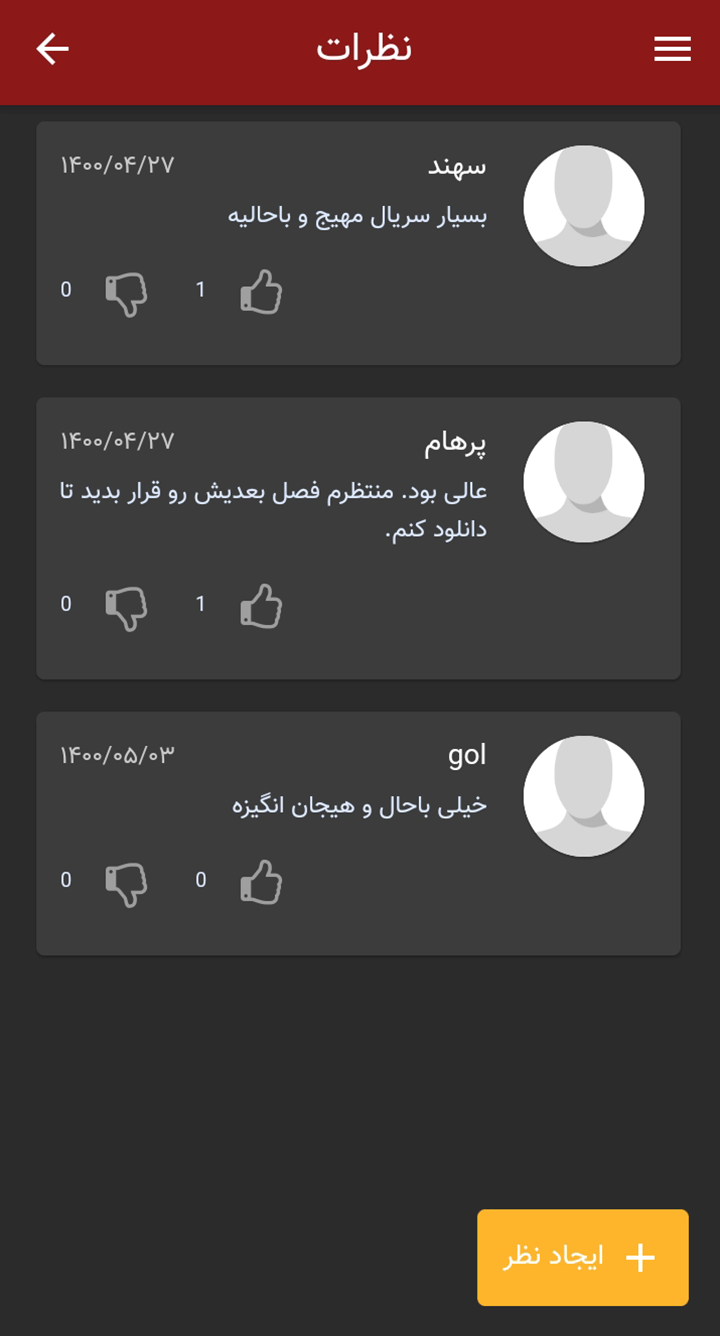 نظرات
سهند
۱۴۰۰/۰۴/۲۷
بسیار سریال مهیج و باحالیه
1
0
پرهام
۱۴۰۰/۰۴/۲۷
عالی بود. منتظرم فصل بعدیش رو قرار بدید تا
دانلود کنم.
1
0
gol
۱۴۰۰/۰۵/۰۳
خیلی باحال و هیجان انگیزه
0
0
ایجاد نظر